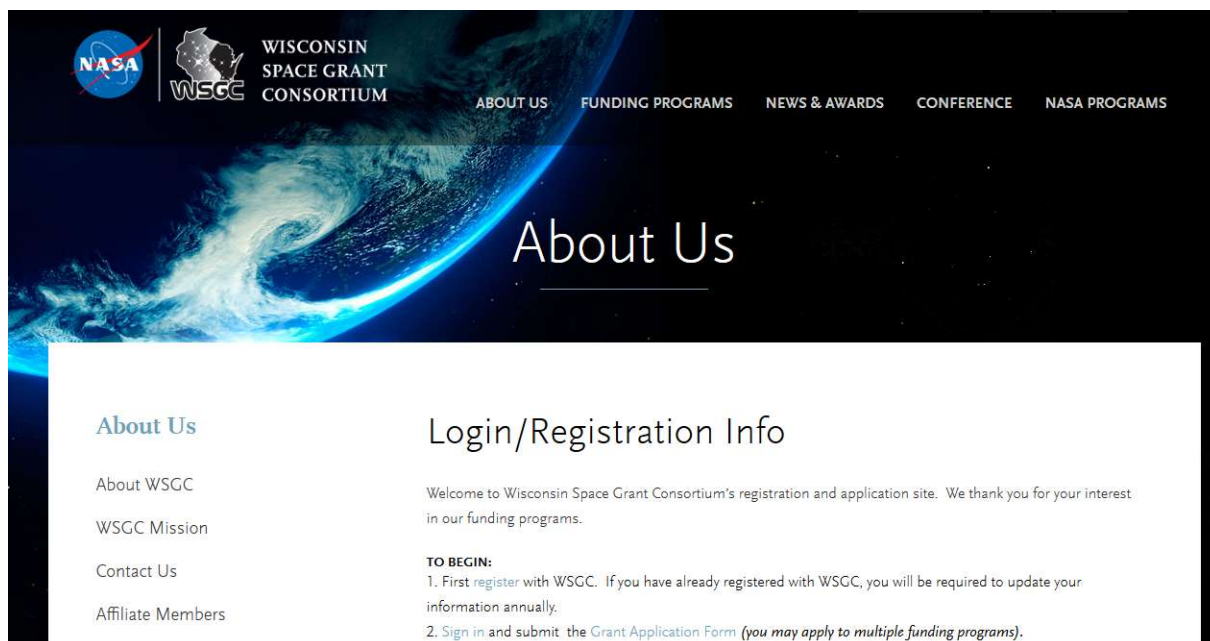 NASA
WSGC
WISCONSIN
SPACE GRANT
CONSORTIUM
ABOUT US FUNDING PROGRAMS NEWS & AWARDS CONFERENCE NASA PROGRAMS
About Us
About Us
About WSGC
WSGC Mission
Contact Us
Affiliate Members
Login/Registration Info
Welcome to Wisconsin Space Grant Consortium's registration and application site. We thank you for your interest
in our funding programs.
TO BEGIN:
1. First register with WSGC. If you have already registered with WSGC, you will be required to update your
information annually.
2. Sign in and submit the Grant Application Form (you may apply to multiple funding programs).